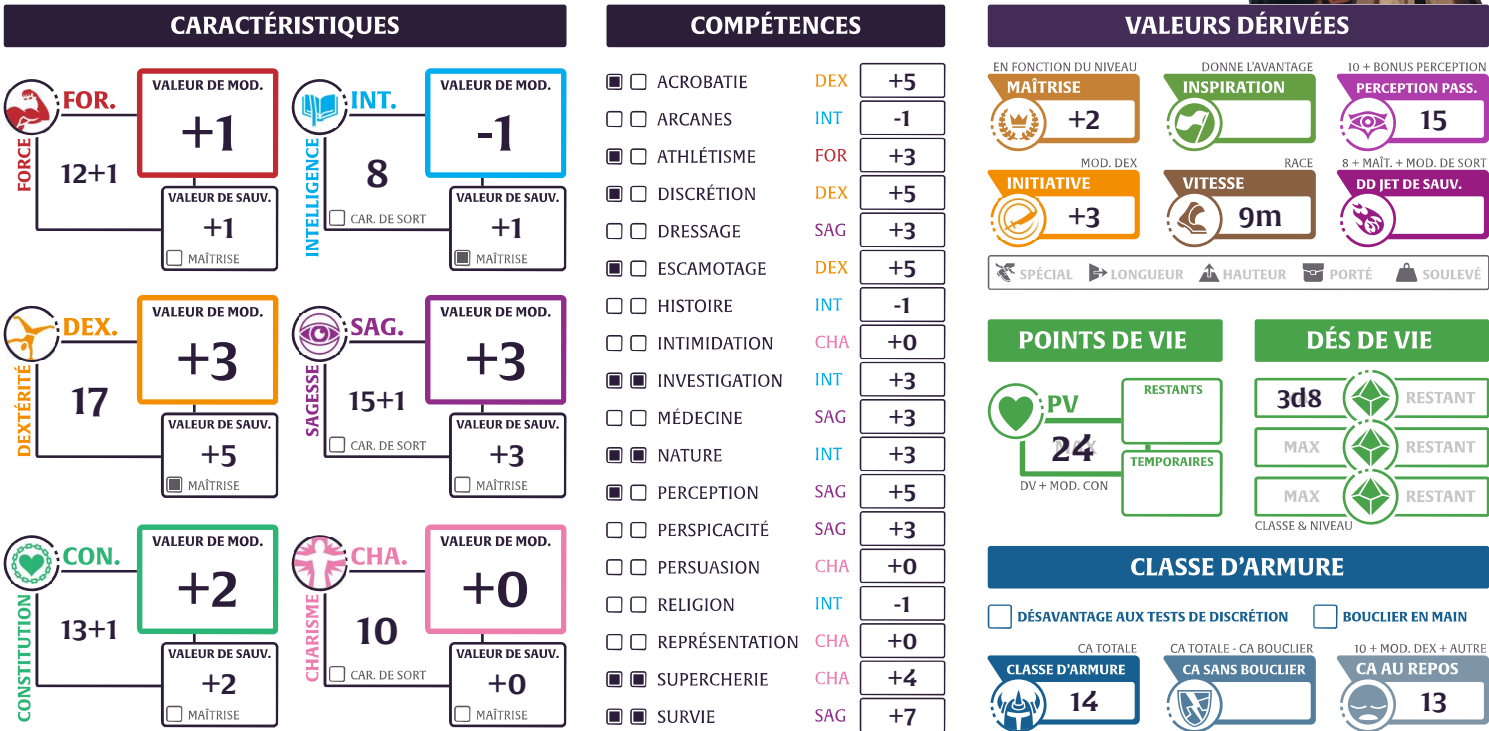 CARACTÉRISTIQUES
FOR.
FORCE
12+1
VALEUR DE MOD.
+1
VALEUR DE SAUV.
+1
MAÎTRISE
INT.
INTELLIGENCE
8
CAR. DE SORT
VALEUR DE MOD.
-1
VALEUR DE SAUV.
+1
MAÎTRISE
DEX.
DEXTÉRITÉ
17
VALEUR DE MOD.
+3
VALEUR DE SAUV.
+5
MAÎTRISE
SAG.
SAGESSE
15+1
CAR. DE SORT
VALEUR DE MOD.
+3
VALEUR DE SAUV.
+3
MAÎTRISE
CON.
CONSTITUTION
13+1
VALEUR DE MOD.
+2
VALEUR DE SAUV.
+2
MAÎTRISE
CHA.
CHARISME
10
CAR. DE SORT
VALEUR DE MOD.
+0
VALEUR DE SAUV.
+0
MAÎTRISE
COMPÉTENCES
ACROBATIE DEX +5
ARCANES INT -1
ATHLÉTISME FOR +3
DISCRÉTION DEX +5
DRESSAGE SAG +3
ESCAMOTAGE DEX +5
HISTOIRE INT -1
INTIMIDATION CHA +0
INVESTIGATION INT +3
MÉDECINE SAG +3
NATURE INT +3
PERCEPTION SAG +5
PERSPICACITÉ SAG +3
PERSUASION CHA +0
RELIGION INT -1
REPRÉSENTATION CHA +0
SUPERCHERIE CHA +4
SURVIE SAG +7
VALEURS DÉRIVÉES
EN FONCTION DU NIVEAU
MAÎTRISE
+2
DONNE L'AVANTAGE
INSPIRATION
10 + BONUS PERCEPTION
PERCEPTION PASS.
15
MOD. DEX
INITIATIVE
+3
RACE
VITESSE
9m
8 + MAÎT. + MOD. DE SORT
DD JET DE SAUV.
SPÉCIAL LONGUEUR HAUTEUR PORTÉ SOULEVÉ
POINTS DE VIE
PV
24
DV + MOD. CON
RESTANTS
TEMPORAIRES
DÉS DE VIE
3d8 RESTANT
MAX RESTANT
MAX RESTANT
CLASSE & NIVEAU
CLASSE D'ARMURE
DÉSAVANTAGE AUX TESTS DE DISCRÉTION
BOUCLIER EN MAIN
CA TOTALE
CLASSE D'ARMURE
14
CA TOTALE - CA BOUCLIER
CA SANS BOUCLIER
10 + MOD. DEX + AUTRE
CA AU REPOS
13